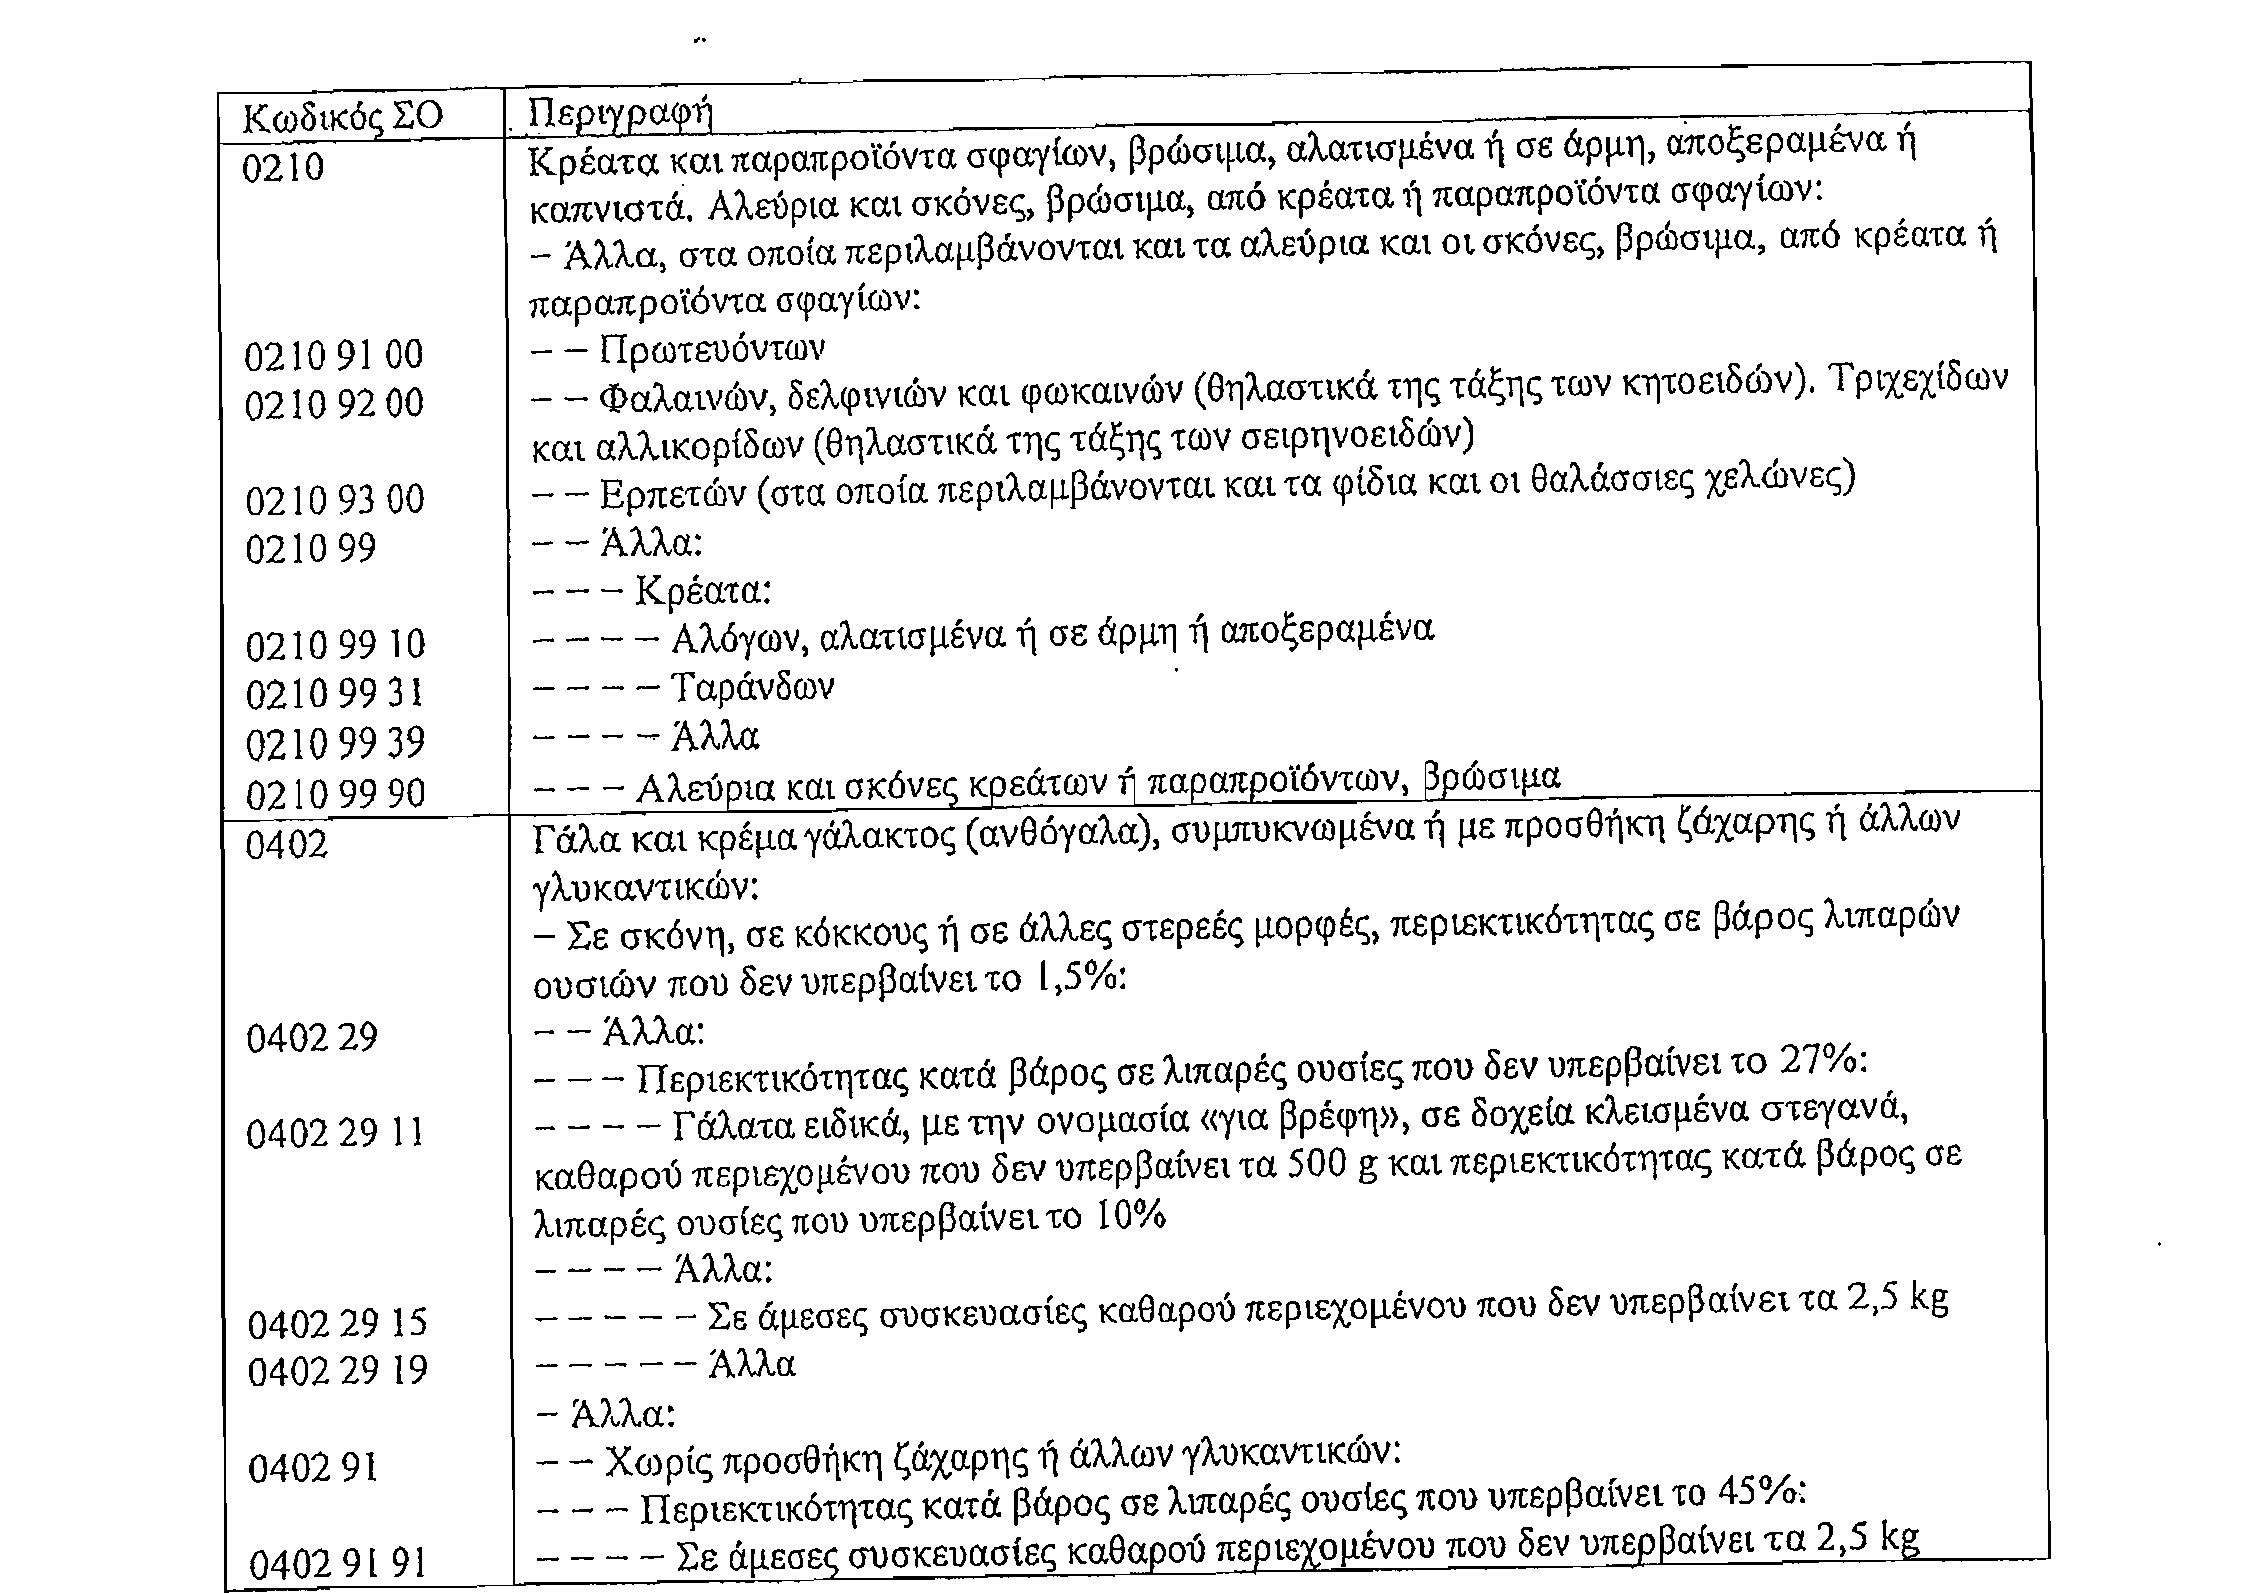 Κωδικός ΣΟ Περιγραφή
0210 Κρέατα και παραπροϊόντα σφαγίων, βρώσιμα, αλατισμένα ή σε άρμη, αποξεραμένα ή
καπνιστά. Αλεύρια και σκόνες, βρώσιμα, από κρέατα ή παραπροϊόντα σφαγίων:
– Άλλα, στα οποία περιλαμβάνονται και τα αλεύρια και οι σκόνες, βρώσιμα, από κρέατα ή
παραπροϊόντα σφαγίων:
0210 91 00 – – Πρωτευόντων
0210 92 00 – – Φαλαινών, δελφινιών και φωκαινών (θηλαστικά της τάξης των κητοειδών). Τριχεχίδων
και αλλικορίδων (θηλαστικά της τάξης των σειρηνοειδών)
0210 93 00 – – Ερπετών (στα οποία περιλαμβάνονται και τα φίδια και οι θαλάσσιες χελώνες)
0210 99 – – Άλλα:
– – – Κρέατα:
0210 99 10 – – – – Αλόγων, αλατισμένα ή σε άρμη ή αποξεραμένα
0210 99 31 – – – – Ταράνδων
0210 99 39 – – – – Άλλα
0210 99 90 – – – Αλεύρια και σκόνες κρεάτων ή παραπροϊόντων, βρώσιμα
0402 Γάλα και κρέμα γάλακτος (ανθόγαλα), συμπυκνωμένα ή με προσθήκη ζάχαρης ή άλλων
γλυκαντικών:
– Σε σκόνη, σε κόκκους ή σε άλλες στερεές μορφές, περιεκτικότητας σε βάρος λιπαρών
ουσιών που δεν υπερβαίνει το 1,5%:
0402 29 – – Άλλα:
– – – Περιεκτικότητας κατά βάρος σε λιπαρές ουσίες που δεν υπερβαίνει το 27%:
0402 29 11 – – – – Γάλατα ειδικά, με την ονομασία «για βρέφη», σε δοχεία κλεισμένα στεγανά,
καθαρού περιεχομένου που δεν υπερβαίνει τα 500 g και περιεκτικότητας κατά βάρος σε
λιπαρές ουσίες που υπερβαίνει το 10%
– – – – Άλλα:
0402 29 15 – – – – – Σε άμεσες συσκευασίες καθαρού περιεχομένου που δεν υπερβαίνει τα 2,5 kg
0402 29 19 – – – – – Άλλα
– Άλλα:
0402 91 – – Χωρίς προσθήκη ζάχαρης ή άλλων γλυκαντικών:
– – – Περιεκτικότητας κατά βάρος σε λιπαρές ουσίες που υπερβαίνει το 45%:
0402 91 91 – – – – Σε άμεσες συσκευασίες καθαρού περιεχομένου που δεν υπερβαίνει τα 2,5 kg